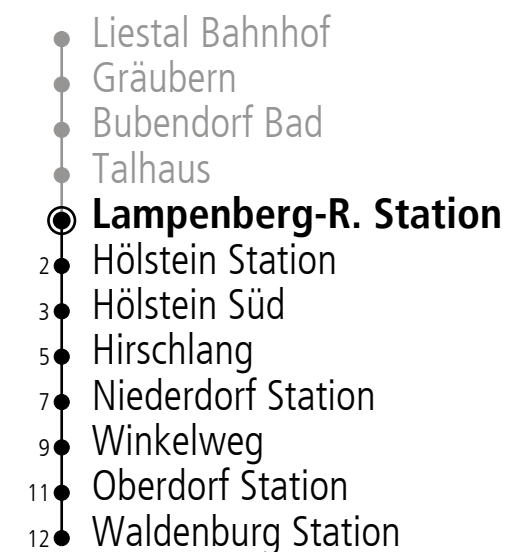 Liestal Bahnhof
Gräubern
Bubendorf Bad
Talhaus
Lampenberg-R. Station
2 Hölstein Station
3 Hölstein Süd
5 Hirschlang
7 Niederdorf Station
9 Winkelweg
11 Oberdorf Station
12 Waldenburg Station